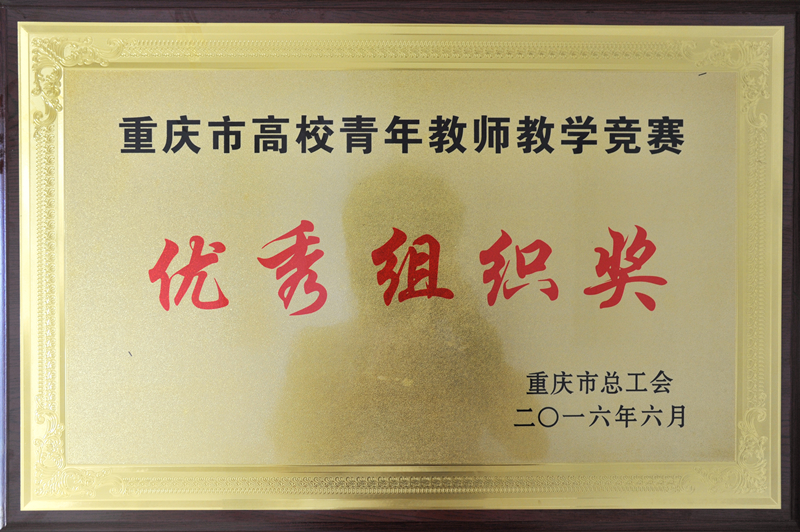 重庆市高校青年教师教学竞赛
优秀组织奖
重庆市总工会
二〇一六年六月